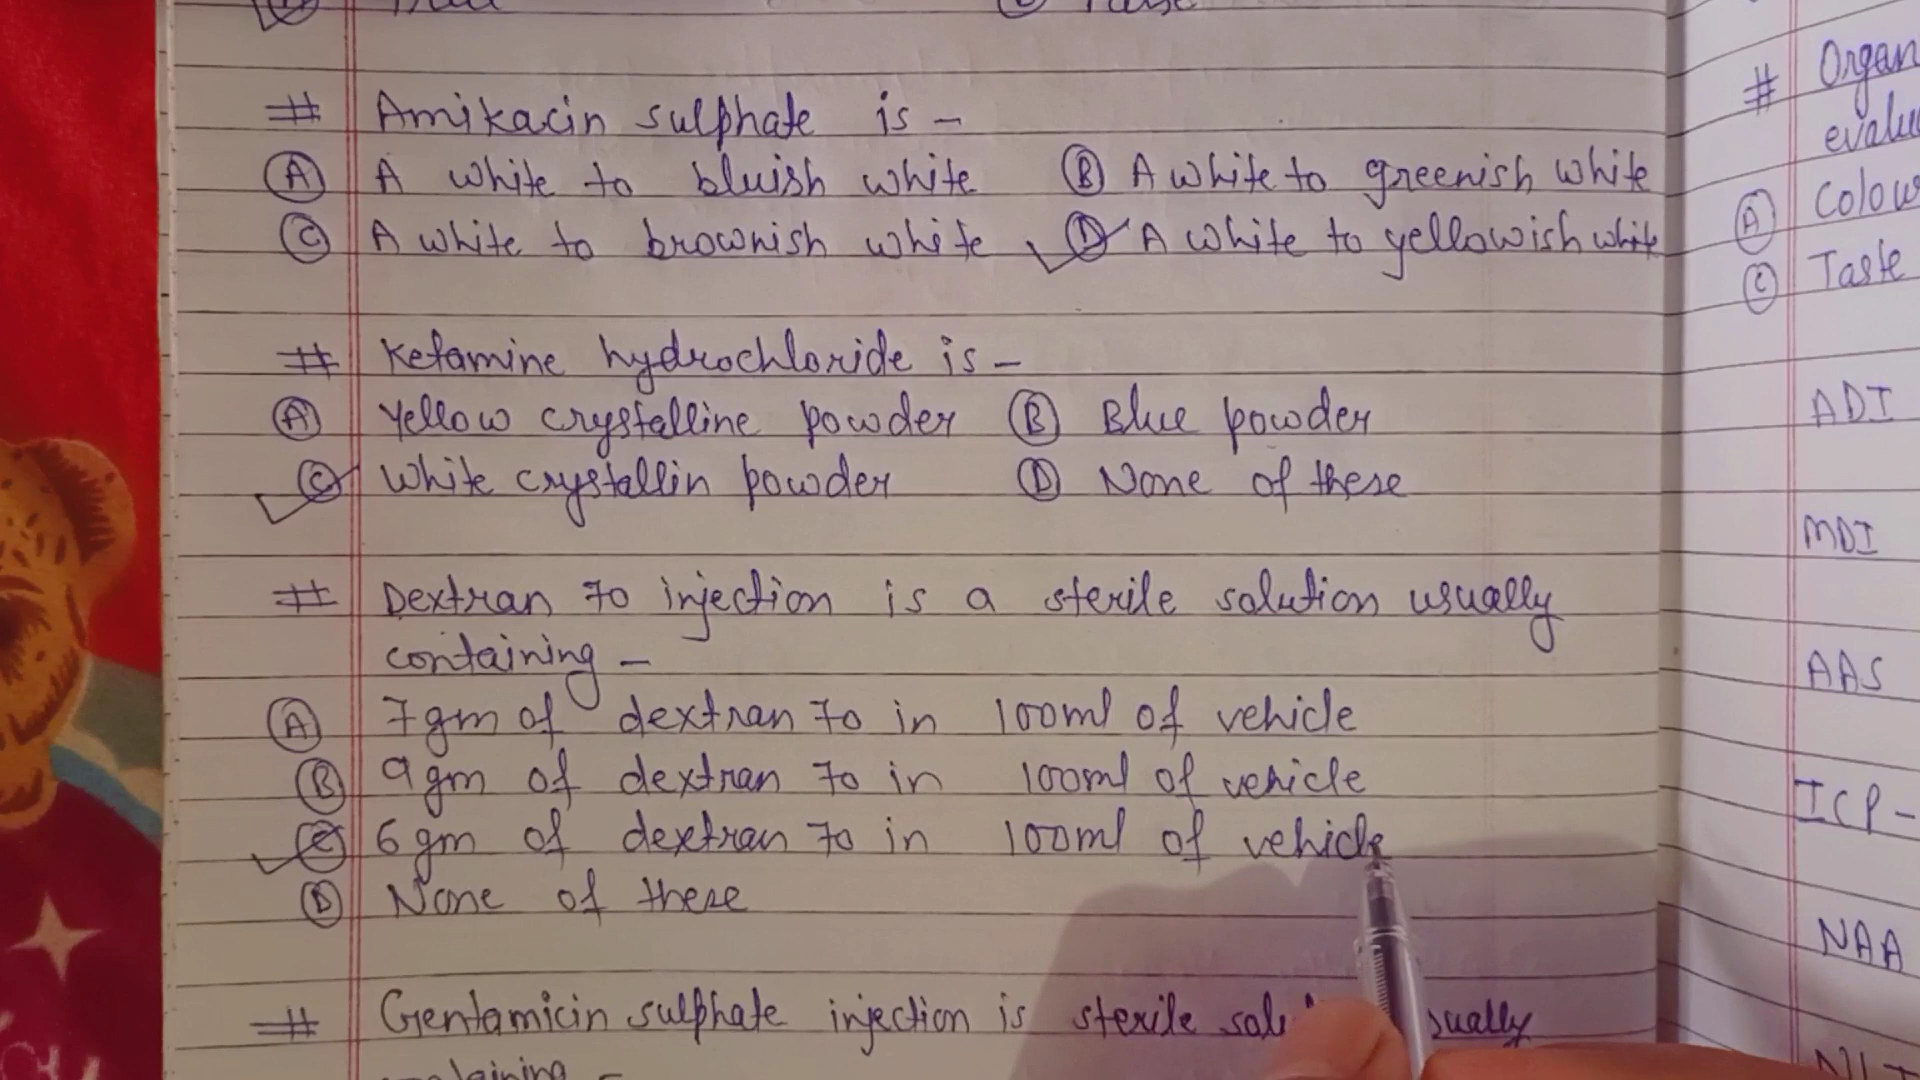 # Amikacin sulphate is -
(A) A white to bluish white (B) A white to greenish white
(C) A white to brownish white (D) A white to yellowish white
# Ketamine hydrochloride is -
(A) Yellow crystalline powder (B) Blue powder
(C) White crystallin powder (D) None of these
# Dextran 70 injection is a sterile solution usually
containing -
(A) 7gm of dextran 70 in 100ml of vehicle
(B) 9gm of dextran 70 in 100ml of vehicle
(C) 6gm of dextran 70 in 100ml of vehicle
(D) None of these
# Gentamicin sulphate injection is sterile
# Organ
evalu
(A) Colour
(C) Taste
ADI
MDI
AAS
ICP-
NAA